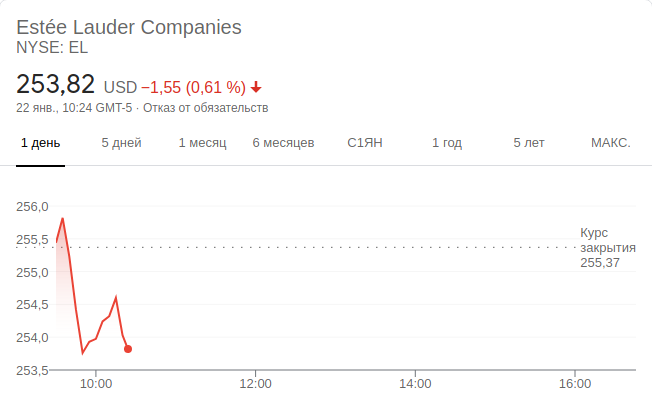 Estée Lauder Companies
NYSE: EL
253,82 USD −1,55 (0,61 %)
22 янв., 10:24 GMT-5 · Отказ от обязательств
1 день 5 дней 1 месяц 6 месяцев С1ЯН 1 год 5 лет МАКС.
256,0
255,5
255,0
254,5
254,0
253,5
Курс
закрытия
255,37
10:00 12:00 14:00 16:00